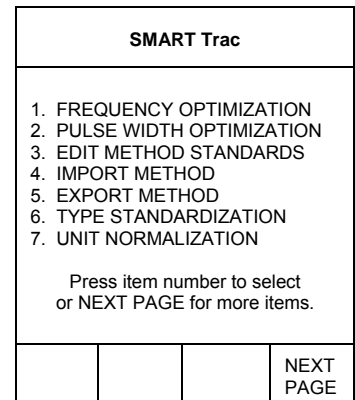 SMART Trac
1. FREQUENCY OPTIMIZATION
2. PULSE WIDTH OPTIMIZATION
3. EDIT METHOD STANDARDS
4. IMPORT METHOD
5. EXPORT METHOD
6. TYPE STANDARDIZATION
7. UNIT NORMALIZATION
Press item number to select
or NEXT PAGE for more items.
NEXT
PAGE